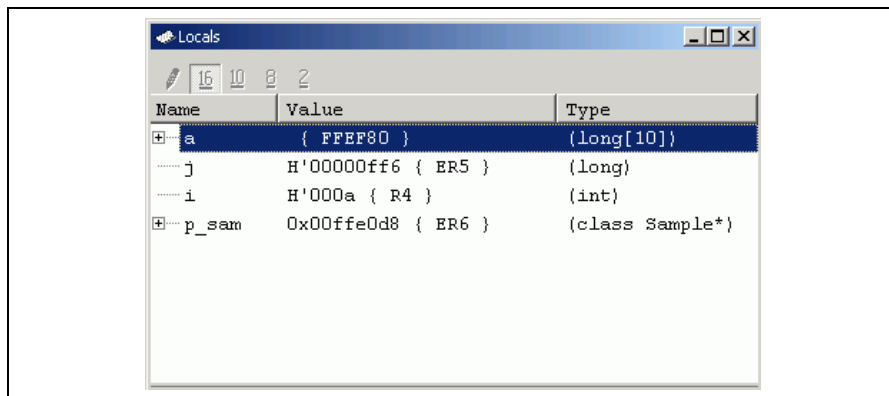 Locals
16 10 8 2
Name Value Type
a { FFEF80 } (long[10])
j H'00000ff6 { ER5 } (long)
i H'000a { R4 } (int)
p_sam 0x00ffe0d8 { ER6 } (class Sample*)